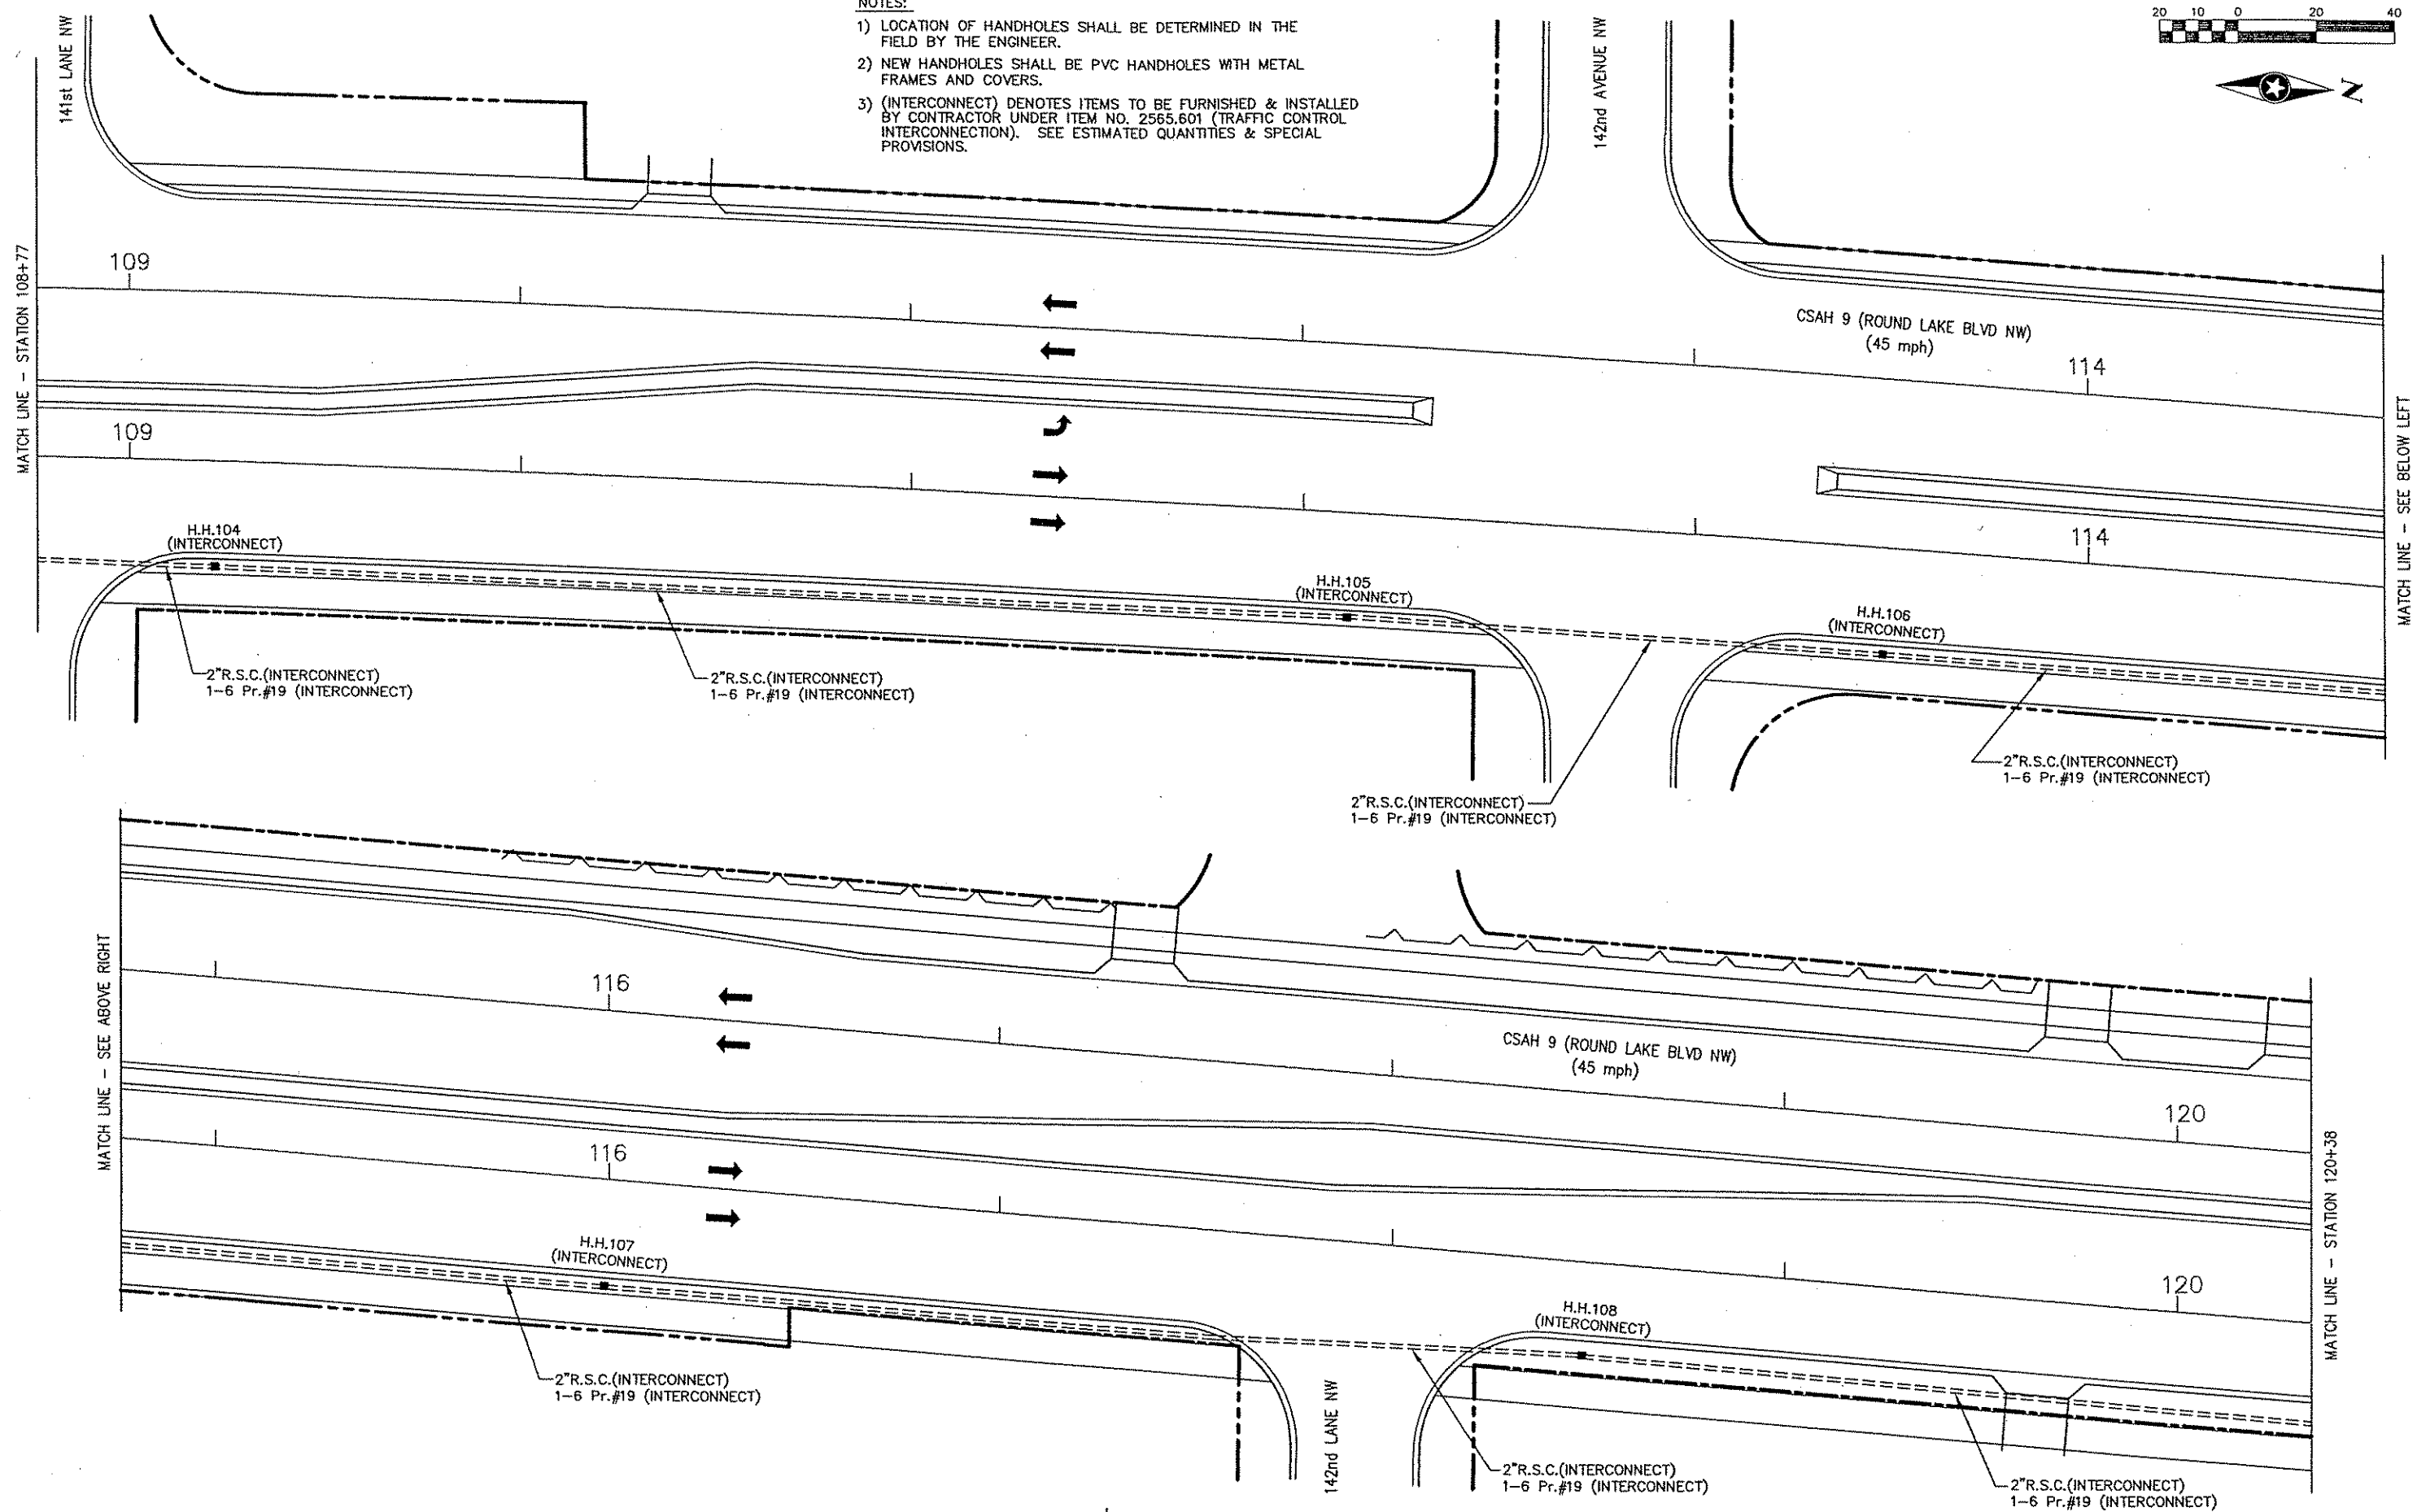 NOTES:
1) LOCATION OF HANDHOLES SHALL BE DETERMINED IN THE
FIELD BY THE ENGINEER.
2) NEW HANDHOLES SHALL BE PVC HANDHOLES WITH METAL
FRAMES AND COVERS.
3) (INTERCONNECT) DENOTES ITEMS TO BE FURNISHED & INSTALLED
BY CONTRACTOR UNDER ITEM NO. 2565.601 (TRAFFIC CONTROL
INTERCONNECTION). SEE ESTIMATED QUANTITIES & SPECIAL
PROVISIONS.
20 10 0 20 40
N
141st LANE NW
142nd AVENUE NW
MATCH LINE - STATION 108+77
109
CSAH 9 (ROUND LAKE BLVD NW)
(45 mph)
114
109
114
MATCH LINE - SEE BELOW LEFT
H.H.104
(INTERCONNECT)
H.H.105
(INTERCONNECT)
H.H.106
(INTERCONNECT)
2"R.S.C.(INTERCONNECT)
1-6 Pr.#19 (INTERCONNECT)
2"R.S.C.(INTERCONNECT)
1-6 Pr.#19 (INTERCONNECT)
2"R.S.C.(INTERCONNECT)
1-6 Pr.#19 (INTERCONNECT)
2"R.S.C.(INTERCONNECT)
1-6 Pr.#19 (INTERCONNECT)
MATCH LINE - SEE ABOVE RIGHT
116
CSAH 9 (ROUND LAKE BLVD NW)
(45 mph)
120
116
120
MATCH LINE - STATION 120+38
H.H.107
(INTERCONNECT)
H.H.108
(INTERCONNECT)
2"R.S.C.(INTERCONNECT)
1-6 Pr.#19 (INTERCONNECT)
142nd LANE NW
2"R.S.C.(INTERCONNECT)
1-6 Pr.#19 (INTERCONNECT)
2"R.S.C.(INTERCONNECT)
1-6 Pr.#19 (INTERCONNECT)